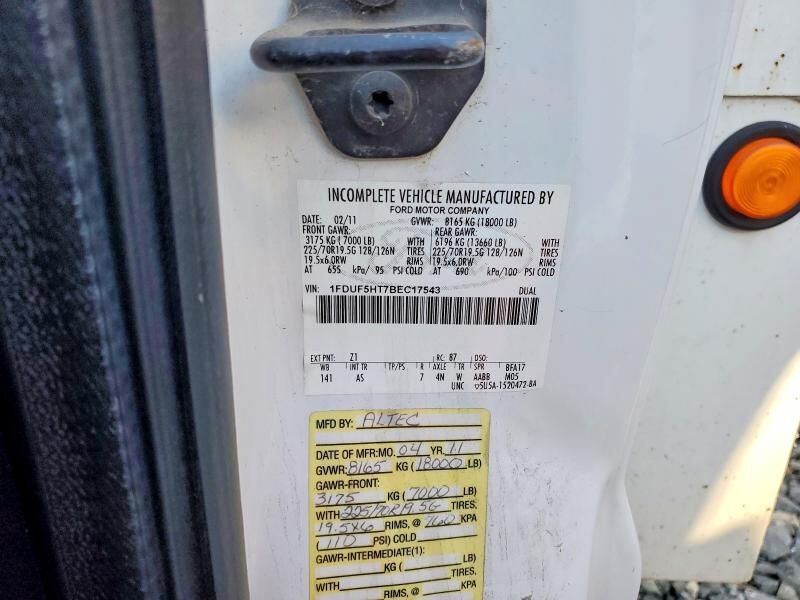 INCOMPLETE VEHICLE MANUFACTURED BY
FORD MOTOR COMPANY
DATE: 02/11 GVWR: 8165 KG (18000 LB)
FRONT GAWR: REAR GAWR:
3175 KG (7000 LB) WITH 6196 KG (13660 LB) WITH
225/70R19.5G 128/126N TIRES 225/70R19.5G 128/126N TIRES
19.5x6.0RW RIMS 19.5x6.0RW RIMS
AT 655 kPa/ 95 PSI COLD AT 690 kPa/100 PSI COLD
VIN: 1FDUF5HT7BEC17543 DUAL
EXT PNT: Z1 RC: 87 DSO:
WB INT TR TP/PS R AXLE TR SPR BFA17
141 AS 7 4N W AABB M05
UNC 5U5A-1520472-BA
MFD BY: ALTEC
DATE OF MFR: MO. 04 YR. 11
GVWR: 8165 KG (18000 LB)
GAWR-FRONT:
3175 KG (7000 LB)
WITH 225/70R19.5G TIRES,
19.5x6 RIMS, @ 760 KPA
(110 PSI) COLD
GAWR-INTERMEDIATE(1):
KG ( LB)
WITH TIRES,
RIMS, @ KPA